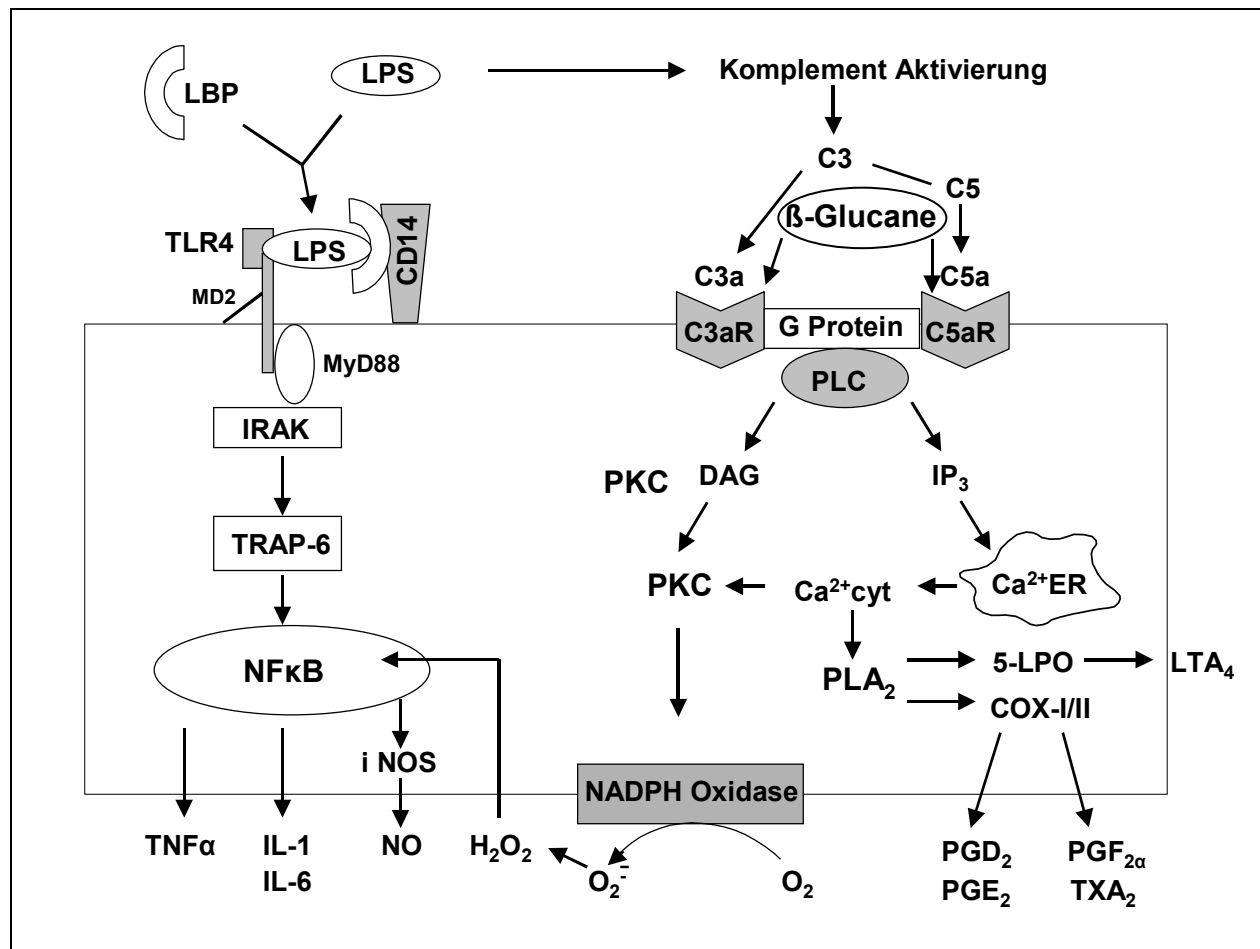 LBP
LPS
Komplement Aktivierung
C3
C5
ß-Glucane
TLR4
LPS
CD14
MD2
C3a
C5a
C3aR
G Protein
C5aR
MyD88
PLC
IRAK
PKC
DAG
IP₃
TRAP-6
PKC
Ca²⁺cyt
Ca²⁺ER
NFκB
PLA₂
5-LPO
LTA₄
COX-I/II
i NOS
NADPH Oxidase
TNFα
IL-1
IL-6
NO
H₂O₂
O₂⁻
O₂
PGD₂
PGE₂
PGF₂α
TXA₂